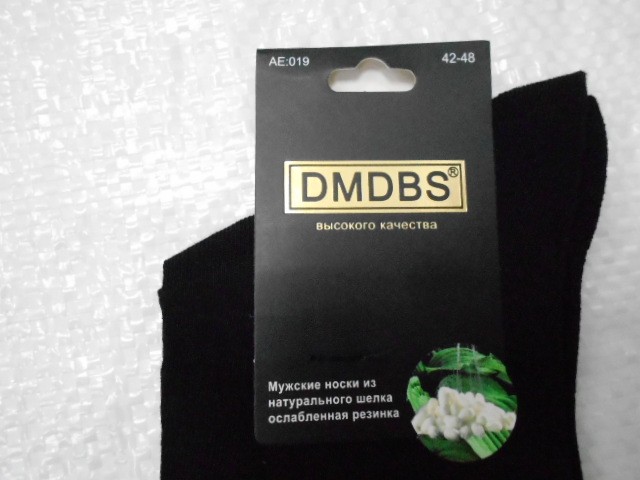 AE:019 42-48
DMDBS®
высокого качества
Мужские носки из
натурального шелка
ослабленная резинка